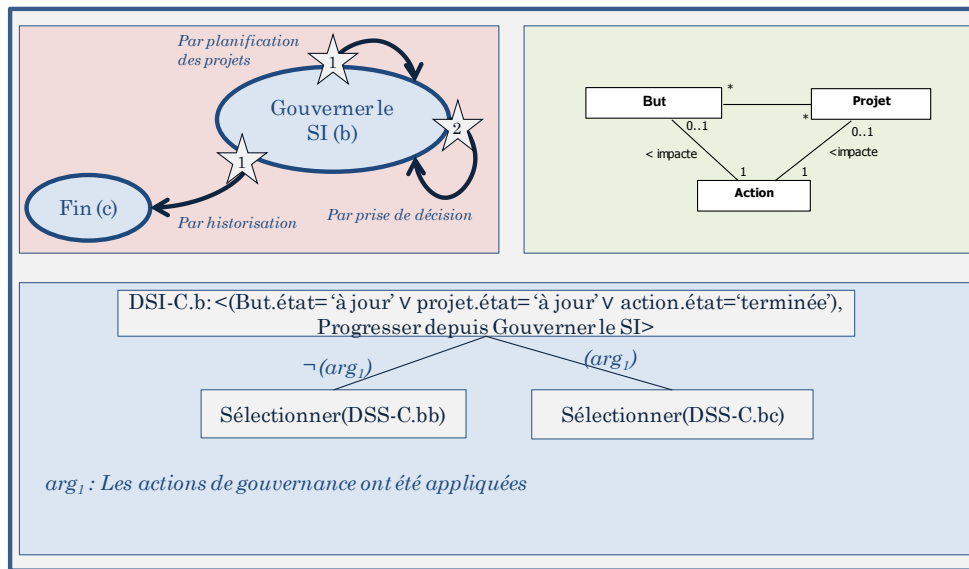 Par planification
des projets
1
Gouverner le
SI (b)
2
1
Fin (c)
Par historisation
Par prise de décision
But
*
*
Projet
0..1
0..1
< impacte
<impacte
1
1
Action
DSI-C.b: <(But.état= ‘à jour’ ∨ projet.état= ‘à jour’ ∨ action.état=‘terminée’),
Progresser depuis Gouverner le SI>
¬ (arg₁)
(arg₁)
Sélectionner(DSS-C.bb)
Sélectionner(DSS-C.bc)
arg₁ : Les actions de gouvernance ont été appliquées